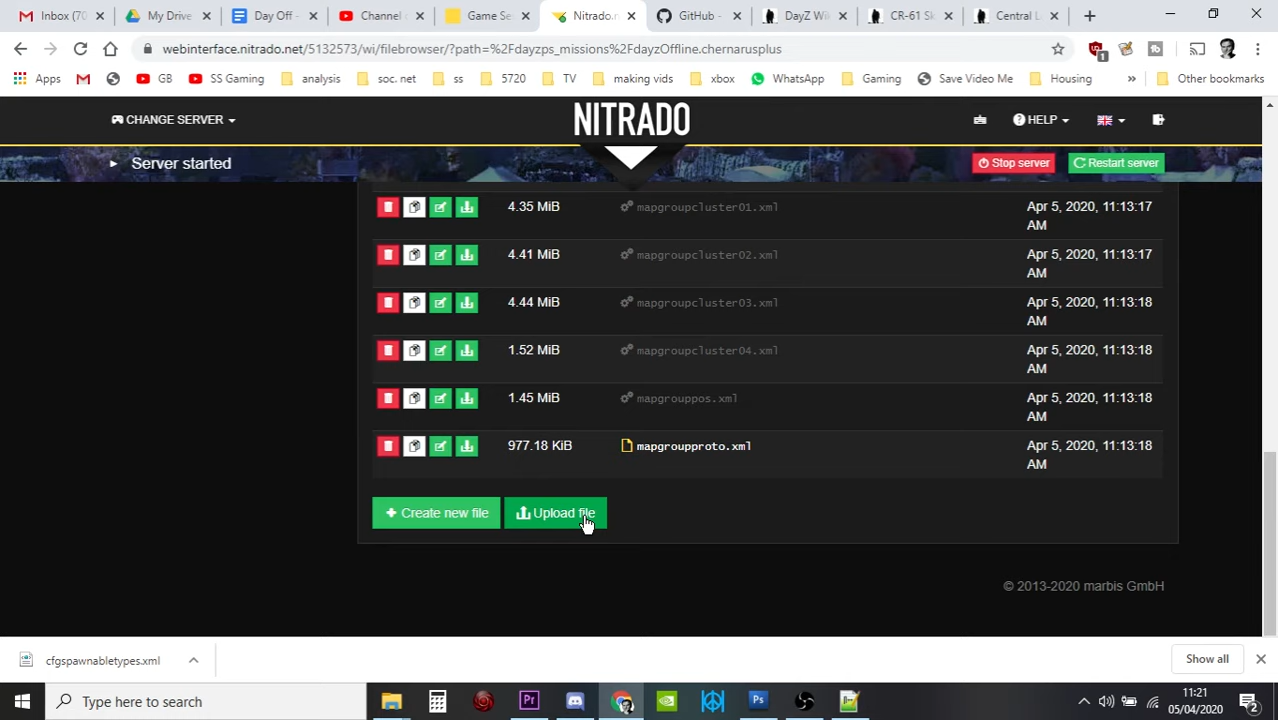 Inbox (70
My Drive
Day Off -
Channel c
Game Se
Nitrado.n
GitHub -
DayZ Wi
CR-61 Sk
Central L
webinterface.nitrado.net/5132573/wi/filebrowser/?path=%2Fdayzps_missions%2FdayzOffline.chernarusplus
1
Apps
GB
SS Gaming
analysis
soc. net
ss
5720
TV
making vids
xbox
WhatsApp
Gaming
Save Video Me
Housing
»
Other bookmarks
CHANGE SERVER
NITRADO
HELP
Server started
Stop server
Restart server
4.35 MiB mapgroupcluster01.xml Apr 5, 2020, 11:13:17
AM
4.41 MiB mapgroupcluster02.xml Apr 5, 2020, 11:13:17
AM
4.44 MiB mapgroupcluster03.xml Apr 5, 2020, 11:13:18
AM
1.52 MiB mapgroupcluster04.xml Apr 5, 2020, 11:13:18
AM
1.45 MiB mapgrouppos.xml Apr 5, 2020, 11:13:18
AM
977.18 KiB mapgroupproto.xml Apr 5, 2020, 11:13:18
AM
+ Create new file
Upload file
© 2013-2020 marbis GmbH
cfgspawnabletypes.xml
Show all
Type here to search
Pr
Ps
11:21
05/04/2020
2